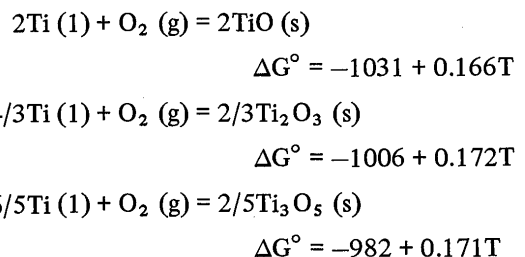 2Ti (1) + O₂ (g) = 2TiO (s)
ΔG° = −1031 + 0.166T
/3Ti (1) + O₂ (g) = 2/3Ti₂O₃ (s)
ΔG° = −1006 + 0.172T
/5Ti (1) + O₂ (g) = 2/5Ti₃O₅ (s)
ΔG° = −982 + 0.171T